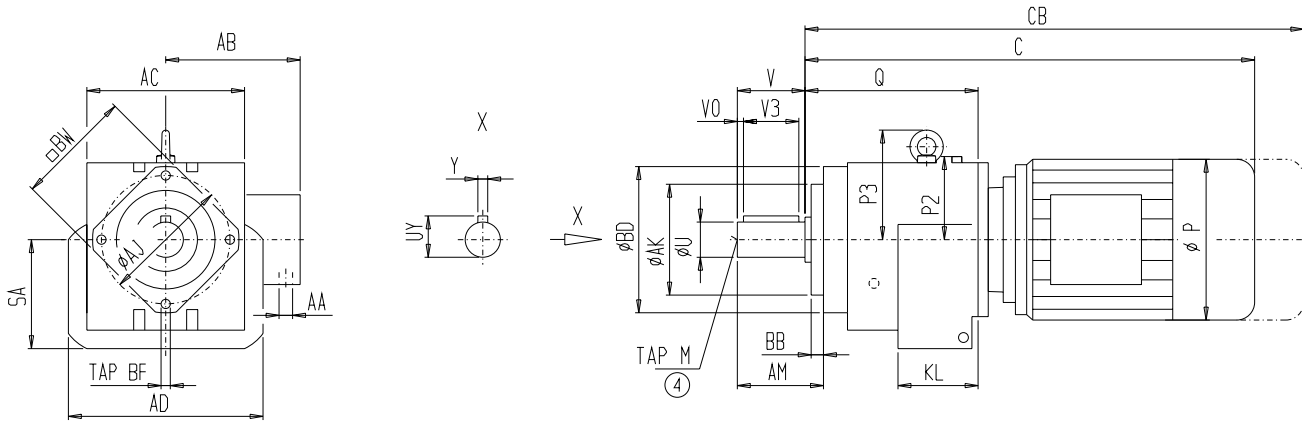 AB
AC
□BW
øAJ
SA
AA
TAP BF
AD
X
Y
UY
X
CB
C
V
Q
V0
V3
P3
P2
øBD
øAK
øU
ø P
TAP M
4
BB
AM
KL